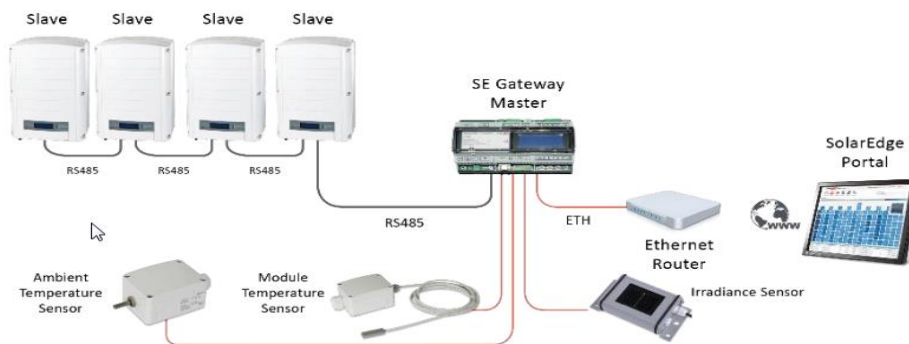 Slave
Slave
Slave
Slave
SE Gateway
Master
SolarEdge
Portal
RS485
RS485
RS485
RS485
ETH
WWW
Ethernet
Router
Ambient
Temperature
Sensor
Module
Temperature
Sensor
Irradiance Sensor